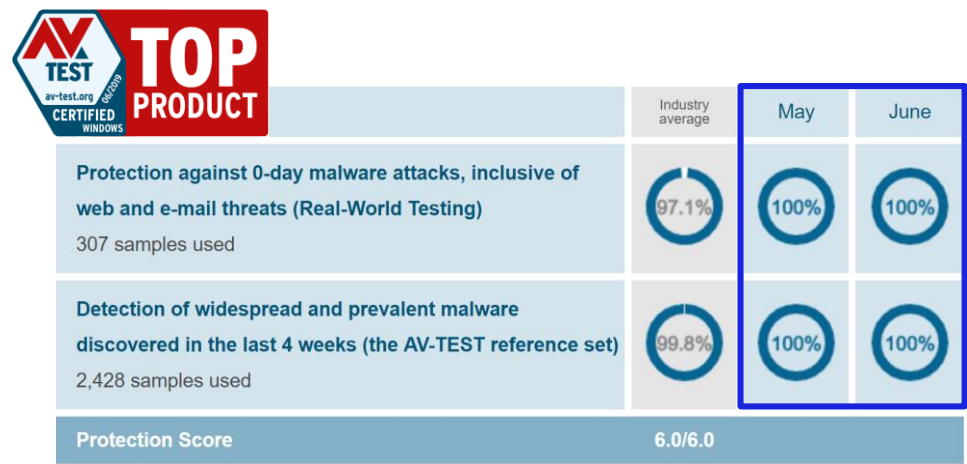 AV
TEST
av-test.org
06/2019
CERTIFIED
WINDOWS
TOP
PRODUCT
Industry
average
May
June
Protection against 0-day malware attacks, inclusive of
web and e-mail threats (Real-World Testing)
307 samples used
97.1%
100%
100%
Detection of widespread and prevalent malware
discovered in the last 4 weeks (the AV-TEST reference set)
2,428 samples used
99.8%
100%
100%
Protection Score
6.0/6.0